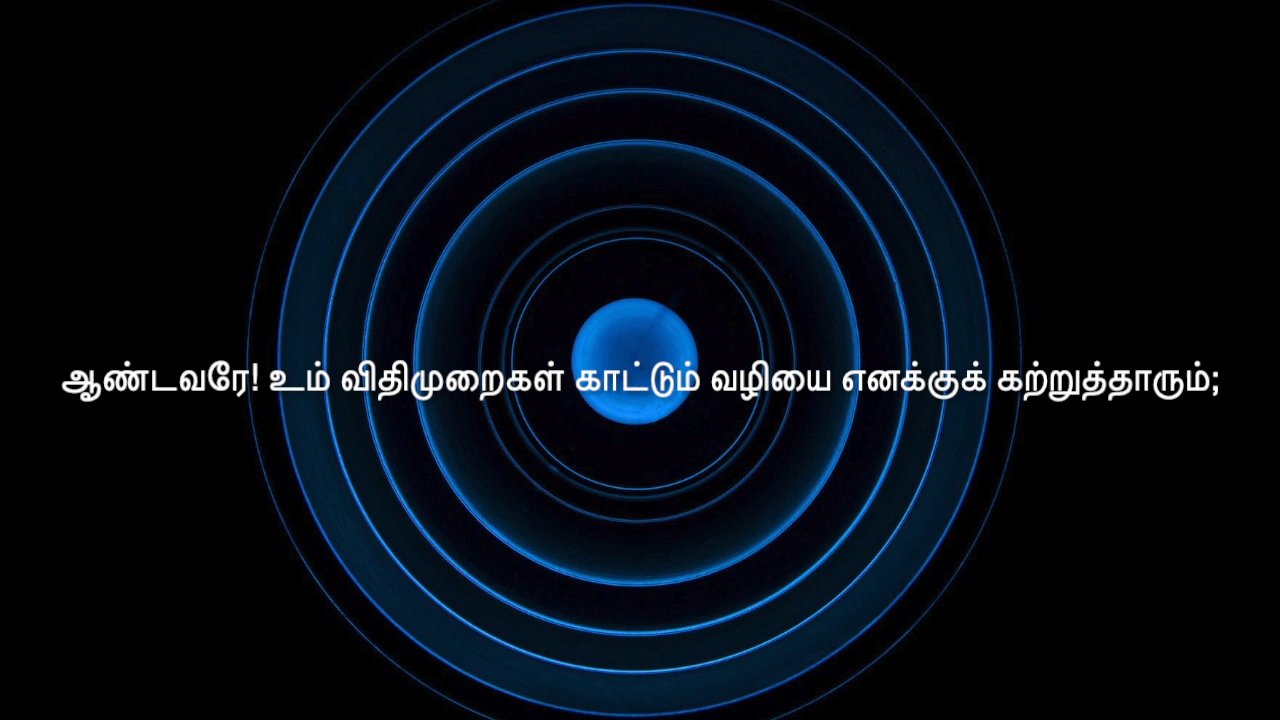 ஆண்டவரே! உம் விதிமுறைகள் காட்டும் வழியை எனக்குக் கற்றுத்தாரும்;